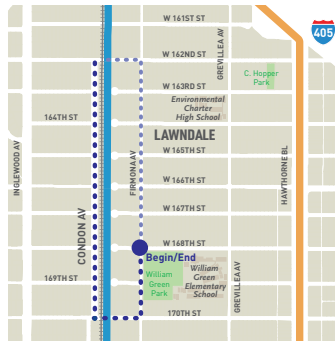 W 161ST ST
405
W 162ND ST
GREVILLEA AV
C. Hopper
Park
W 163RD ST
Environmental
Charter
High School
164TH ST
LAWNDALE
INGLEWOOD AV
FIRMONA AV
W 165TH ST
HAWTHORNE BL
W 166TH ST
CONDON AV
W 167TH ST
W 168TH ST
Begin/End
169TH ST
William
Green
Park
William
Green
Elementary
School
GREVILLEA AV
170TH ST